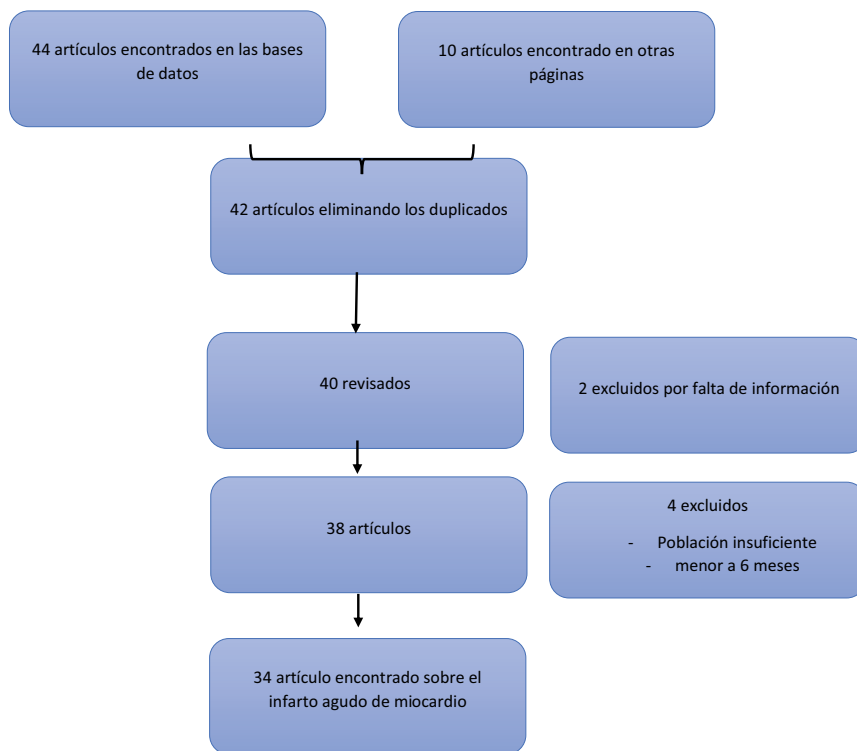 44 artículos encontrados en las bases
de datos
10 artículos encontrado en otras
páginas
42 artículos eliminando los duplicados
40 revisados
2 excluidos por falta de información
38 artículos
4 excluidos
- Población insuficiente
- menor a 6 meses
34 artículo encontrado sobre el
infarto agudo de miocardio